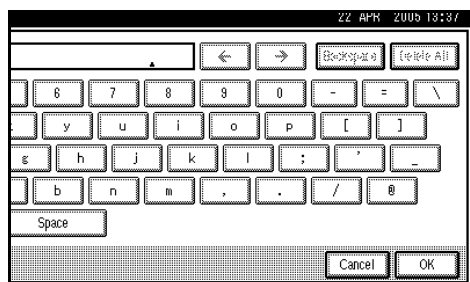 22 APR 2005 13:37
← → Backspace Delete All
6 7 8 9 0 - = \
y u i o p [ ]
g h j k l ; ' _
b n m , . / @
Space
Cancel OK